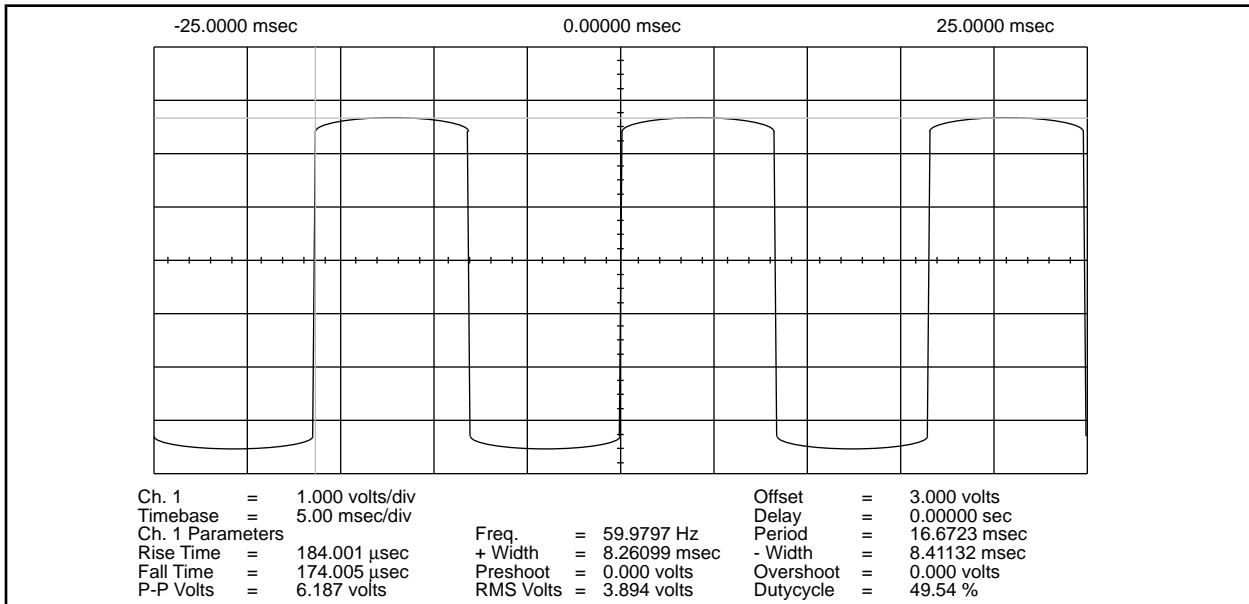 -25.0000 msec 0.00000 msec 25.0000 msec
Ch. 1 = 1.000 volts/div Offset = 3.000 volts
Timebase = 5.00 msec/div Delay = 0.00000 sec
Ch. 1 Parameters Freq. = 59.9797 Hz Period = 16.6723 msec
Rise Time = 184.001 μsec + Width = 8.26099 msec - Width = 8.41132 msec
Fall Time = 174.005 μsec Preshoot = 0.000 volts Overshoot = 0.000 volts
P-P Volts = 6.187 volts RMS Volts = 3.894 volts Dutycycle = 49.54 %